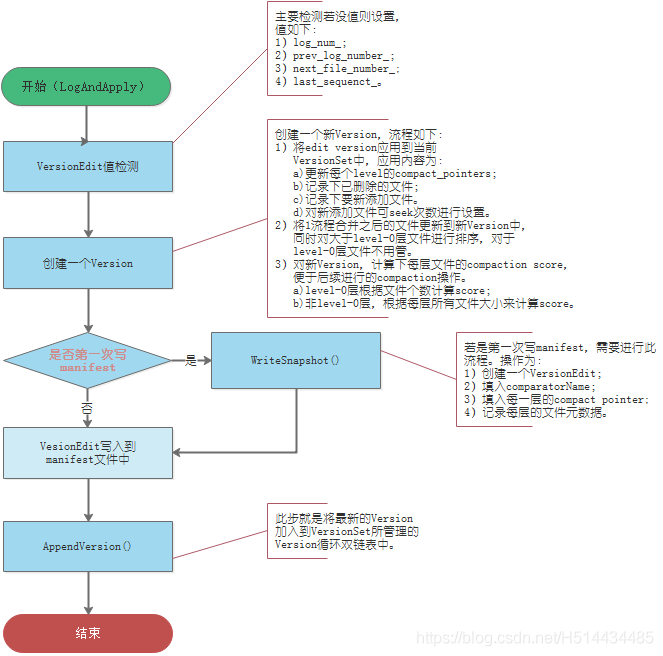 主要检测若没值则设置，
值如下：
1) log_num_;
2) prev_log_number_;
3) next_file_number_;
4) last_sequenct_。
开始（LogAndApply）
VersionEdit值检测
创建一个新Version, 流程如下：
1) 将edit version应用到当前
VersionSet中, 应用内容为：
a)更新每个level的compact_pointers;
b)记录下已删除的文件;
c)记录下要新添加文件。
d)对新添加文件可seek次数进行设置。
2) 将1流程合并之后的文件更新到新Version中,
同时对大于level-0层文件进行排序, 对于
level-0层文件不用管。
3) 对新Version, 计算下每层文件的compaction score,
便于后续进行的compaction操作。
a)level-0层根据文件个数计算score;
b)非level-0层, 根据每层所有文件大小来计算score。
创建一个Version
是否第一次写
manifest
是
WriteSnapshot()
若是第一次写manifest, 需要进行此
流程。操作为：
1) 创建一个VersionEdit;
2) 填入comparatorName;
3) 填入每一层的compact pointer;
4) 记录每层的文件元数据。
否
VesionEdit写入到
manifest文件中
此步就是将最新的Version
加入到VersionSet所管理的
Version循环双链表中。
AppendVersion()
结束
https://blog.csdn.net/H514434485